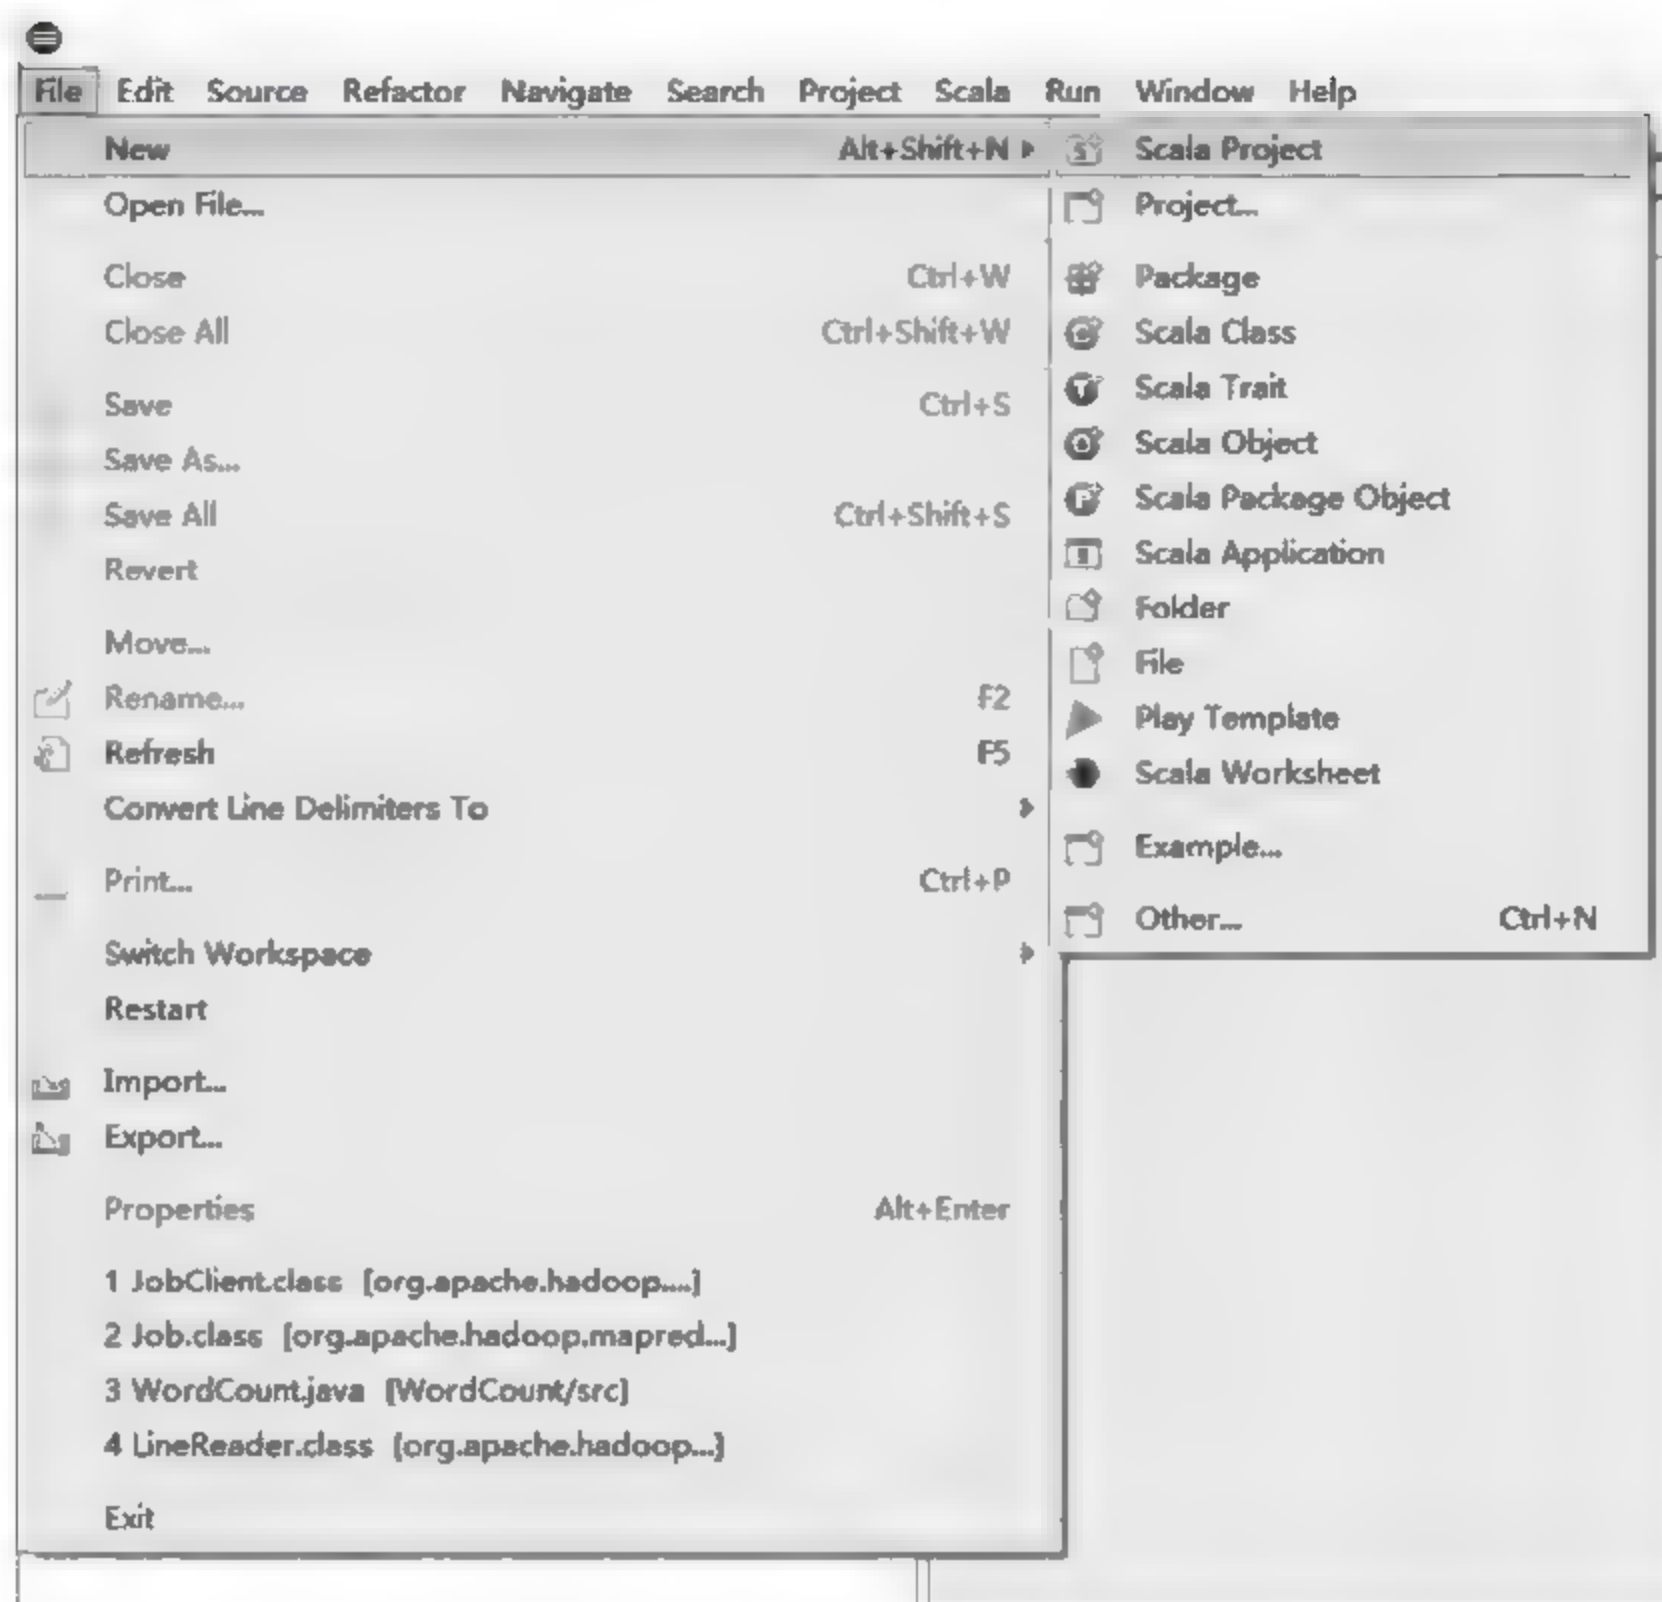 File Edit Source Refactor Navigate Search Project Scala Run Window Help
New Alt+Shift+N
Open File...
Close Ctrl+W
Close All Ctrl+Shift+W
Save Ctrl+S
Save As...
Save All Ctrl+Shift+S
Revert
Move...
Rename... F2
Refresh F5
Convert Line Delimiters To
Print... Ctrl+P
Switch Workspace
Restart
Import...
Export...
Properties Alt+Enter
1 JobClient.class [org.apache.hadoop....]
2 Job.class [org.apache.hadoop.mapred...]
3 WordCount.java [WordCount/src]
4 LineReader.class [org.apache.hadoop...]
Exit
Scala Project
Project...
Package
Scala Class
Scala Trait
Scala Object
Scala Package Object
Scala Application
Folder
File
Play Template
Scala Worksheet
Example...
Other... Ctrl+N